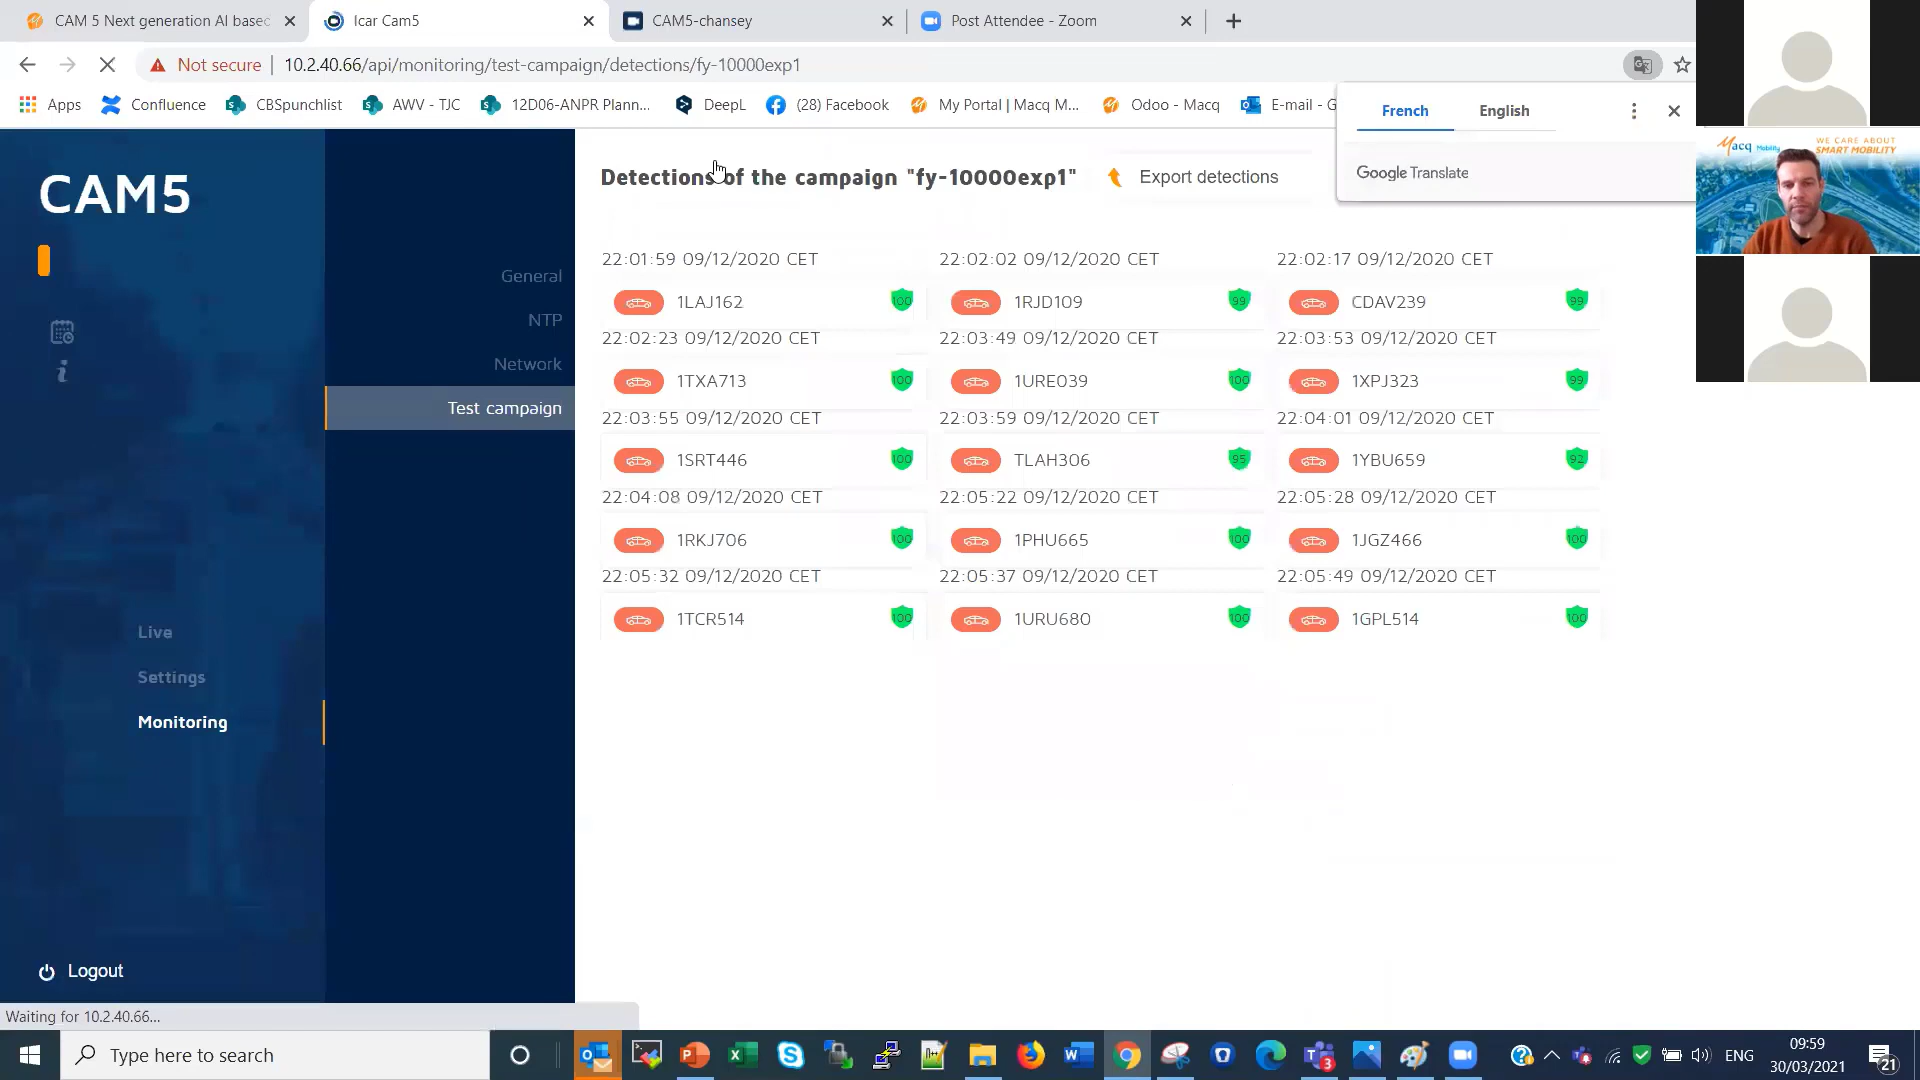 CAM 5 Next generation AI based
Icar Cam5
CAM5-chansey
Post Attendee - Zoom
Not secure
10.2.40.66/api/monitoring/test-campaign/detections/fy-10000exp1
Apps
Confluence
CBSpunchlist
AWV - TJC
12D06-ANPR Plann...
DeepL
(28) Facebook
My Portal | Macq M...
Odoo - Macq
E-mail - G
French
English
Google Translate
Macq Mobility
WE CARE ABOUT
SMART MOBILITY
CAM5
General
NTP
Network
Test campaign
Live
Settings
Monitoring
Logout
Detections of the campaign "fy-10000exp1"
Export detections
22:01:59 09/12/2020 CET
22:02:02 09/12/2020 CET
22:02:17 09/12/2020 CET
1LAJ162
100
1RJD109
99
CDAV239
99
22:02:23 09/12/2020 CET
22:03:49 09/12/2020 CET
22:03:53 09/12/2020 CET
1TXA713
100
1URE039
100
1XPJ323
99
22:03:55 09/12/2020 CET
22:03:59 09/12/2020 CET
22:04:01 09/12/2020 CET
1SRT446
100
TLAH306
95
1YBU659
92
22:04:08 09/12/2020 CET
22:05:22 09/12/2020 CET
22:05:28 09/12/2020 CET
1RKJ706
100
1PHU665
100
1JGZ466
100
22:05:32 09/12/2020 CET
22:05:37 09/12/2020 CET
22:05:49 09/12/2020 CET
1TCR514
100
1URU680
100
1GPL514
100
Waiting for 10.2.40.66...
Type here to search
3
ENG
09:59
30/03/2021
21